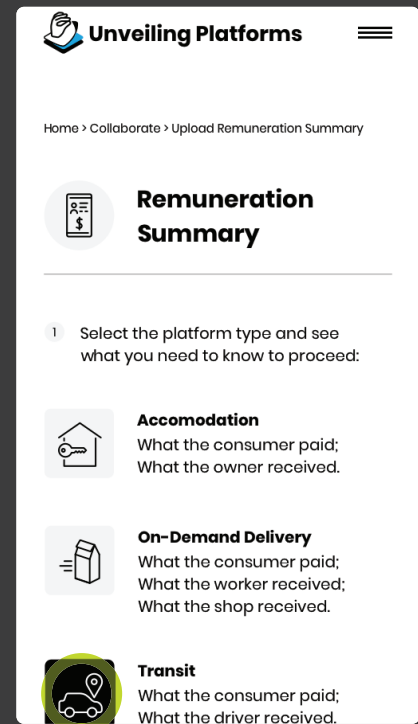 Unveiling Platforms
Home > Collaborate > Upload Remuneration Summary
$
Remuneration
Summary
1
Select the platform type and see
what you need to know to proceed:
Accomodation
What the consumer paid;
What the owner received.
On-Demand Delivery
What the consumer paid;
What the worker received;
What the shop received.
Transit
What the consumer paid;
What the driver received.